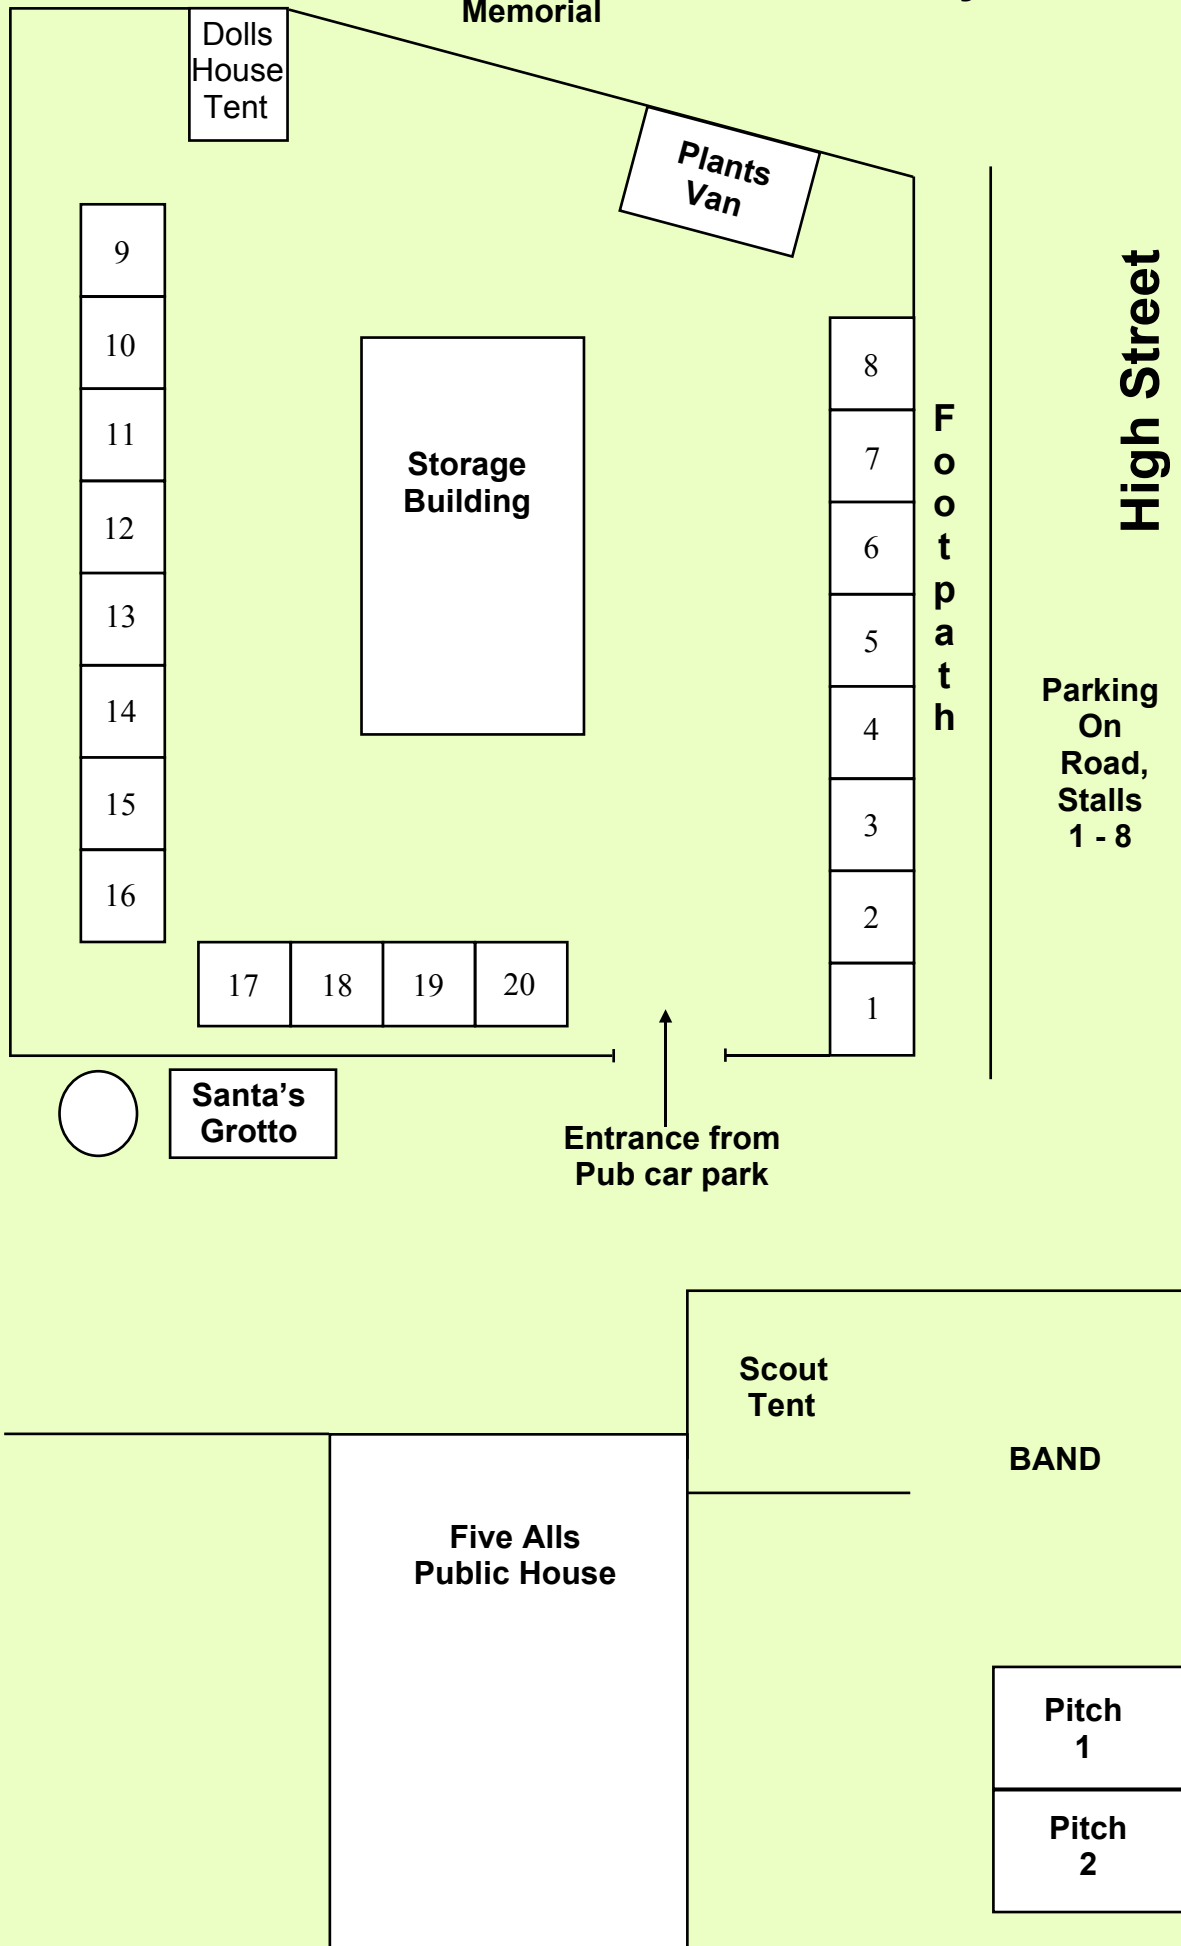 Memorial
Dolls
House
Tent
Plants
Van
9
10
11
12
13
14
15
16
Storage
Building
8
7
6
5
4
3
2
1
Footpath
High Street
Parking
On
Road,
Stalls
1 - 8
17 18 19 20
Santa's
Grotto
Entrance from
Pub car park
Scout
Tent
BAND
Five Alls
Public House
Pitch
1
Pitch
2